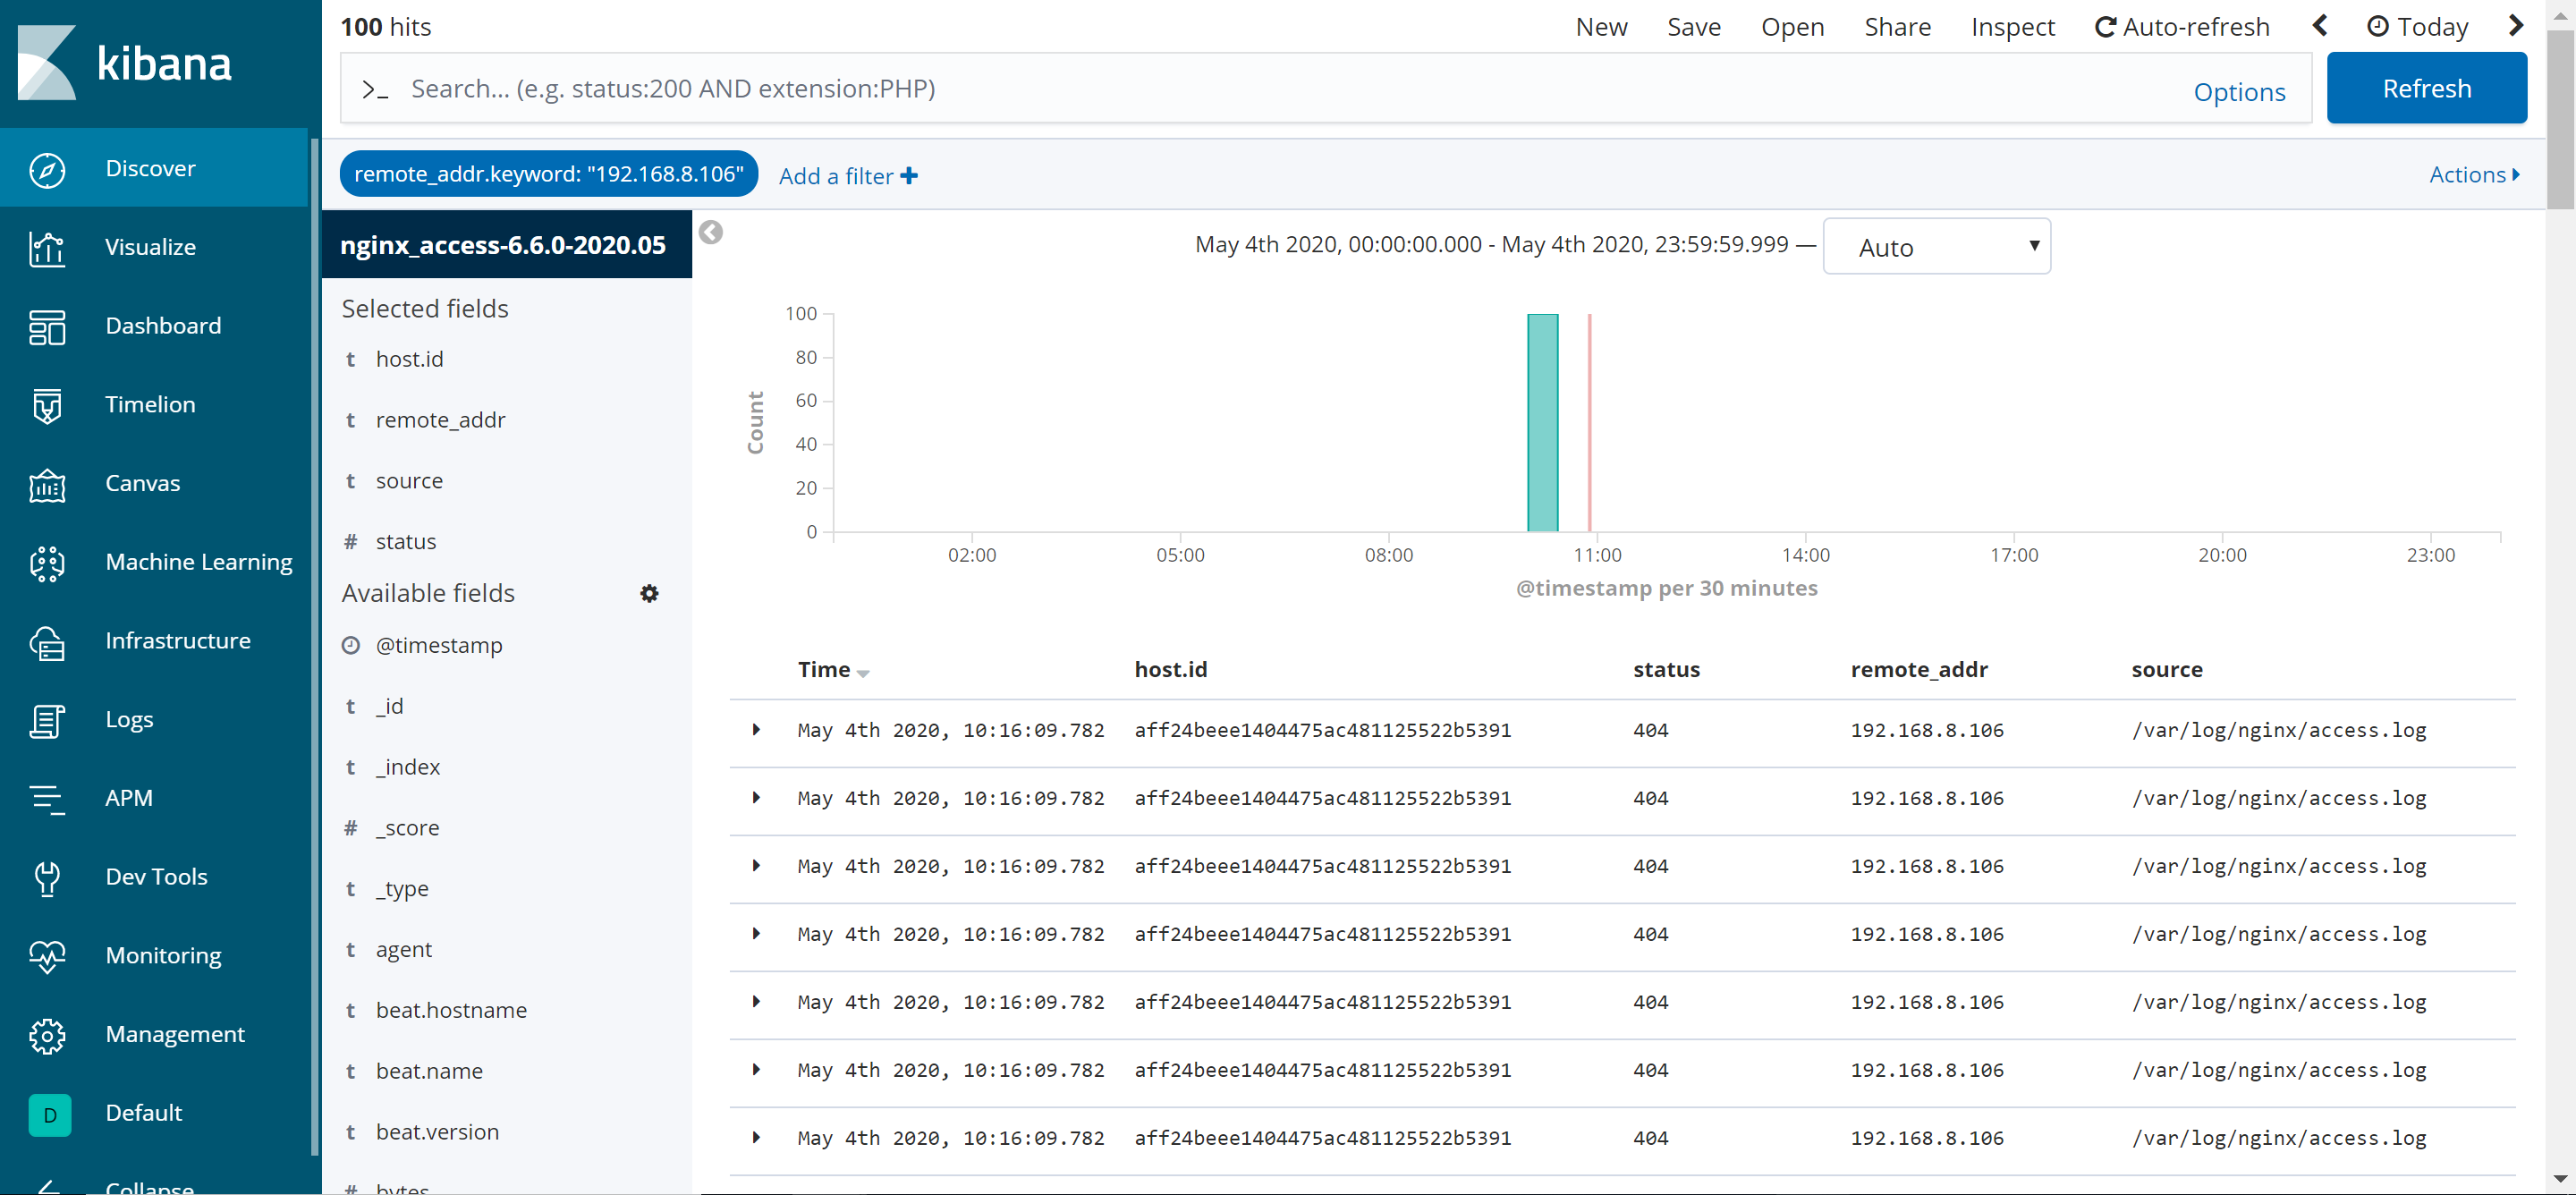 kibana
Discover
Visualize
Dashboard
Timelion
Canvas
Machine Learning
Infrastructure
Logs
APM
Dev Tools
Monitoring
Management
D Default
Collapse
100 hits
New Save Open Share Inspect Auto-refresh Today
>_ Search... (e.g. status:200 AND extension:PHP) Options Refresh
remote_addr.keyword: "192.168.8.106" Add a filter Actions
nginx_access-6.6.0-2020.05
Selected fields
t host.id
t remote_addr
t source
# status
Available fields
@timestamp
t _id
t _index
# _score
t _type
t agent
t beat.hostname
t beat.name
t beat.version
# bytes
May 4th 2020, 00:00:00.000 - May 4th 2020, 23:59:59.999 — Auto
Count
100
80
60
40
20
0
02:00 05:00 08:00 11:00 14:00 17:00 20:00 23:00
@timestamp per 30 minutes
Time host.id status remote_addr source
May 4th 2020, 10:16:09.782 aff24beee1404475ac481125522b5391 404 192.168.8.106 /var/log/nginx/access.log
May 4th 2020, 10:16:09.782 aff24beee1404475ac481125522b5391 404 192.168.8.106 /var/log/nginx/access.log
May 4th 2020, 10:16:09.782 aff24beee1404475ac481125522b5391 404 192.168.8.106 /var/log/nginx/access.log
May 4th 2020, 10:16:09.782 aff24beee1404475ac481125522b5391 404 192.168.8.106 /var/log/nginx/access.log
May 4th 2020, 10:16:09.782 aff24beee1404475ac481125522b5391 404 192.168.8.106 /var/log/nginx/access.log
May 4th 2020, 10:16:09.782 aff24beee1404475ac481125522b5391 404 192.168.8.106 /var/log/nginx/access.log
May 4th 2020, 10:16:09.782 aff24beee1404475ac481125522b5391 404 192.168.8.106 /var/log/nginx/access.log